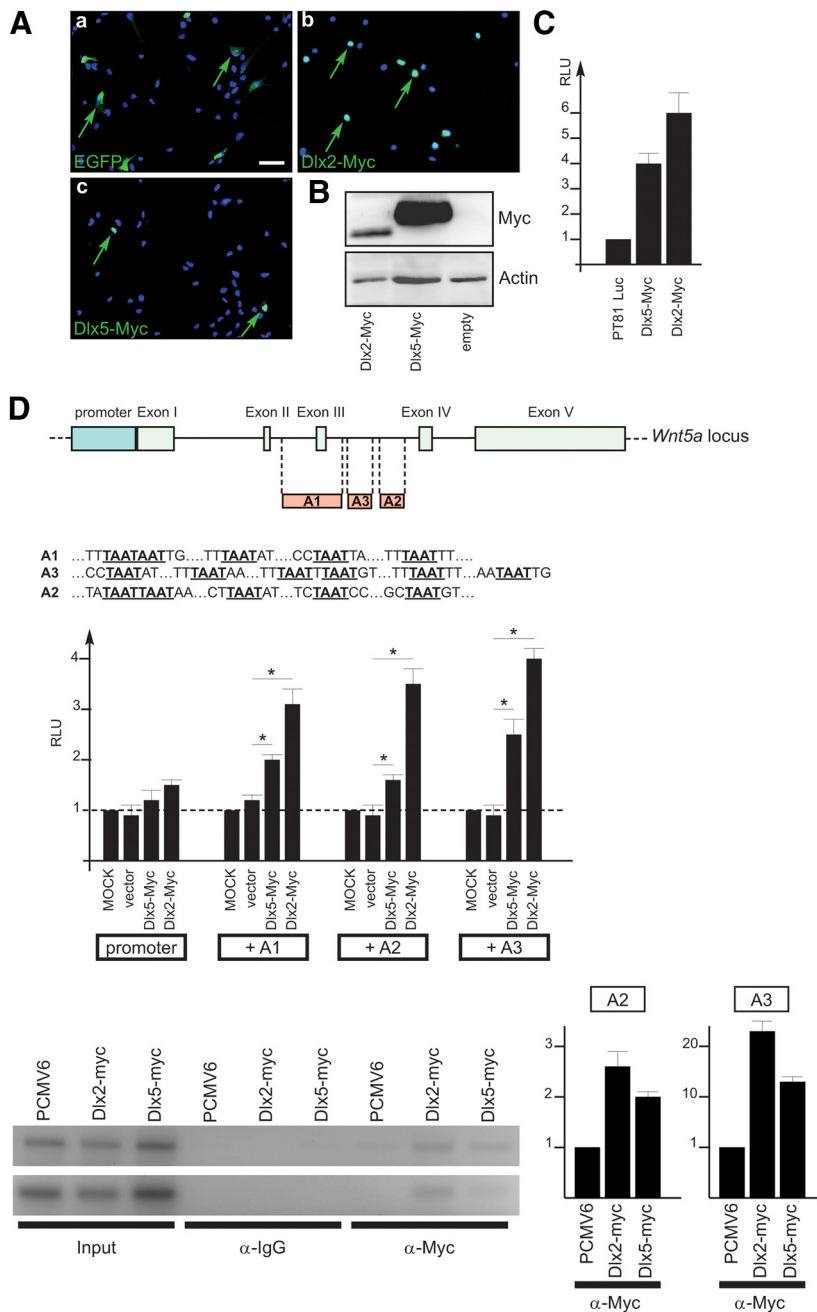 A
a
EGFP
b
Dlx2-Myc
c
Dlx5-Myc
B
Myc
Actin
Dlx2-Myc
Dlx5-Myc
empty
C
RLU
6
5
4
3
2
1
PT81 Luc
Dlx5-Myc
Dlx2-Myc
D
promoter Exon I Exon II Exon III Exon IV Exon V
Wnt5a locus
A1 A3 A2
A1 ...TTTAATAATTG....TTTAATAT....CCTAATTA....TTTAATTT....
A3 ...CCTAATAT...TTTAATAA...TTTAATTTAATGT...TTTAATTT...AATAATTG
A2 ...TATAATTAATAA...CTTAATAT...TCTAATCC...GCTAATGT...
RLU
4
3
2
1
* * * * * *
MOCK vector Dlx5-Myc Dlx2-Myc MOCK vector Dlx5-Myc Dlx2-Myc MOCK vector Dlx5-Myc Dlx2-Myc MOCK vector Dlx5-Myc Dlx2-Myc
promoter + A1 + A2 + A3
PCMV6 Dlx2-myc Dlx5-myc PCMV6 Dlx2-myc Dlx5-myc PCMV6 Dlx2-myc Dlx5-myc
Input α-IgG α-Myc
A2
3
2
1
PCMV6 Dlx2-myc Dlx5-myc
α-Myc
A3
20
10
1
PCMV6 Dlx2-myc Dlx5-myc
α-Myc